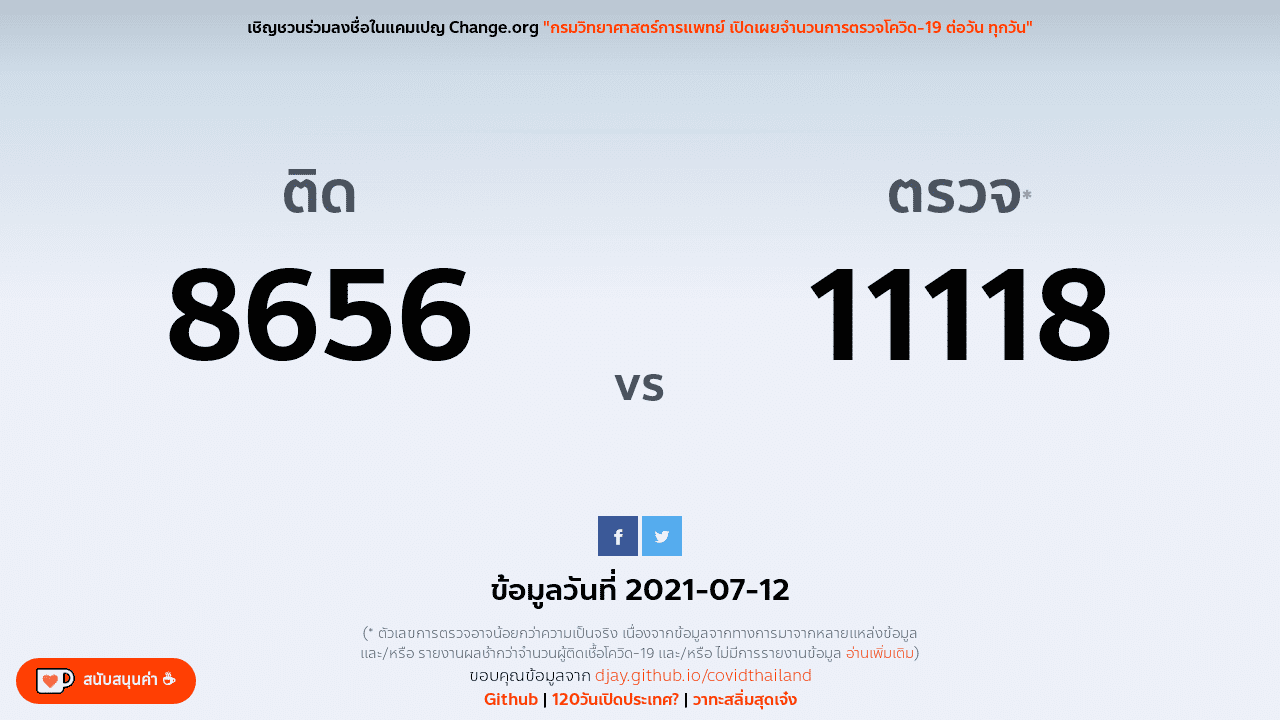 เชิญชวนร่วมลงชื่อในแคมเปญ Change.org "กรมวิทยาศาสตร์การแพทย์ เปิดเผยจำนวนการตรวจโควิด-19 ต่อวัน ทุกวัน"
ติด
8656
vs
ตรวจ*
11118
ข้อมูลวันที่ 2021-07-12
(* ตัวเลขการตรวจอาจน้อยกว่าความเป็นจริง เนื่องจากข้อมูลจากทางการมาจากหลายแหล่งข้อมูล
และ/หรือ รายงานผลช้ากว่าจำนวนผู้ติดเชื้อโควิด-19 และ/หรือ ไม่มีการรายงานข้อมูล อ่านเพิ่มเติม)
ขอบคุณข้อมูลจาก djay.github.io/covidthailand
Github | 120วันเปิดประเทศ? | วาทะสลิ่มสุดเจ๋ง
สนับสนุนค่า ☕